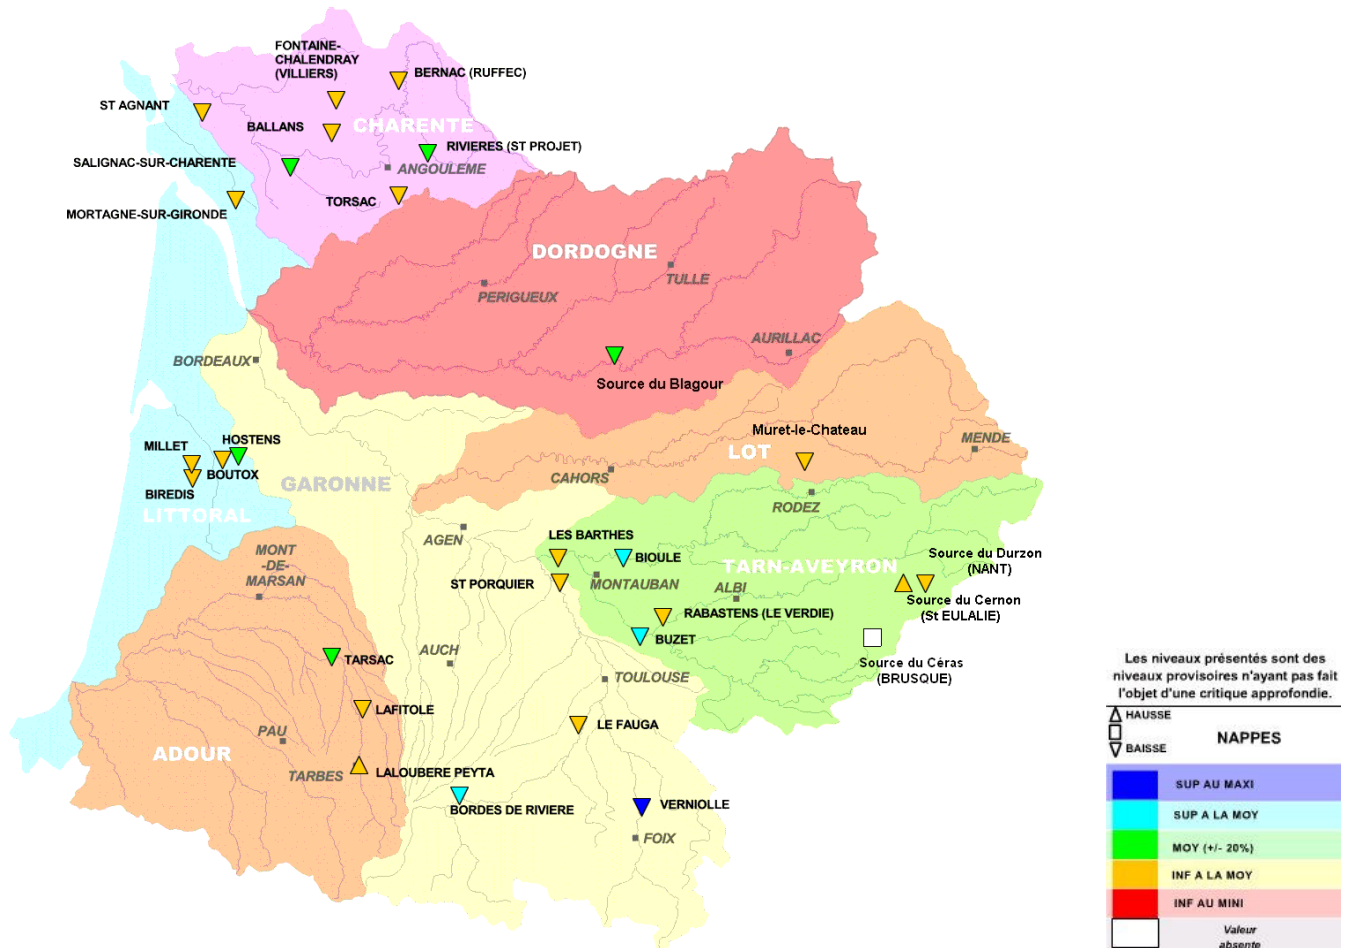 FONTAINE-
CHALENDRAY
(VILLIERS)
BERNAC (RUFFEC)
ST AGNANT
BALLANS
CHARENTE
SALIGNAC-SUR-CHARENTE
RIVIERES (ST PROJET)
ANGOULEME
TORSAC
MORTAGNE-SUR-GIRONDE
DORDOGNE
TULLE
PERIGUEUX
BORDEAUX
AURILLAC
Source du Blagour
Muret-le-Chateau
MENDE
LOT
HOSTENS
MILLET
BOUTOX
BIREDIS
GARONNE
CAHORS
RODEZ
LITTORAL
AGEN
LES BARTHES
BIOULE
MONT
-DE-
MARSAN
ST PORQUIER
MONTAUBAN
TARN-AVEYRON
ALBI
Source du Durzon
(NANT)
Source du Cernon
(St EULALIE)
RABASTENS (LE VERDIE)
BUZET
Source du Céras
(BRUSQUE)
TARSAC
AUCH
TOULOUSE
LAFITOLE
LE FAUGA
PAU
ADOUR
TARBES
LALOUBERE PEYTA
BORDES DE RIVIERE
VERNIOLLE
FOIX
Les niveaux présentés sont des
niveaux provisoires n'ayant pas fait
l'objet d'une critique approfondie.
HAUSSE
NAPPES
BAISSE
SUP AU MAXI
SUP A LA MOY
MOY (+/- 20%)
INF A LA MOY
INF AU MINI
Valeur
absente